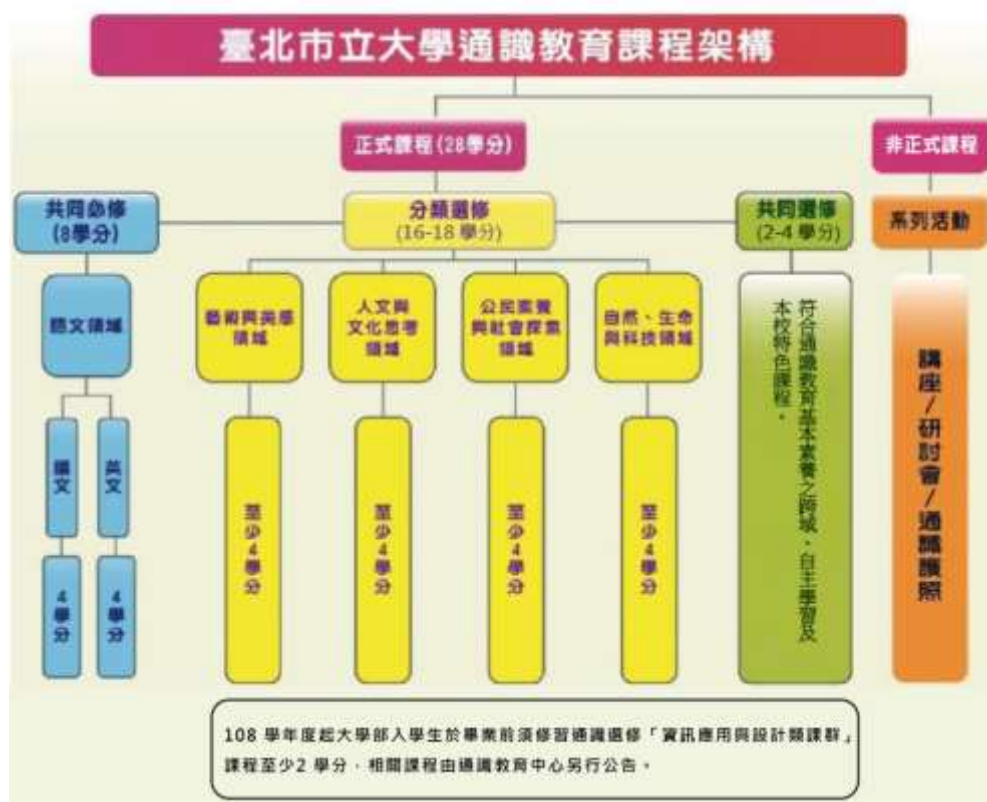 臺北市立大學通識教育課程架構
正式課程(28學分)
非正式課程
共同必修
(8學分)
分類選修
(16-18 學分)
共同選修
(2-4 學分)
系列活動
語文領域
藝術與美感
領域
人文與
文化思考
領域
公民素養
與社會探索
領域
自然、生命
與科技領域
國文
英文
4學分
4學分
至少4學分
至少4學分
至少4學分
至少4學分
符合通識教育基本素養之跨域、自主學習及
本校特色課程。
講座/研討會/通識護照
108 學年度起大學部入學生於畢業前須修習通識選修「資訊應用與設計類課群」
課程至少2 學分，相關課程由通識教育中心另行公告。